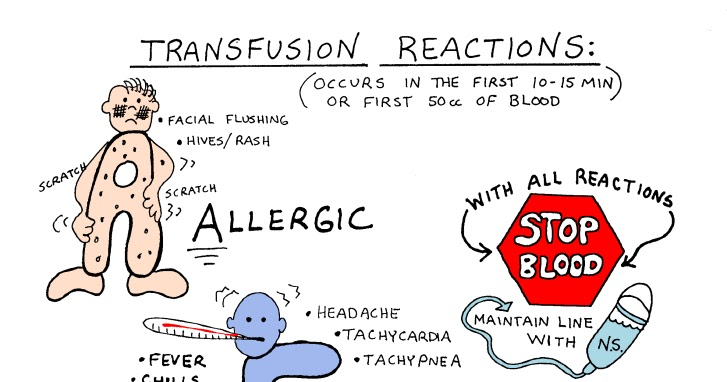 TRANSFUSION REACTIONS:
(OCCURS IN THE FIRST 10-15 MIN
OR FIRST 50cc OF BLOOD)
• FACIAL FLUSHING
• HIVES/RASH
SCRATCH
SCRATCH
ALLERGIC
WITH ALL REACTIONS
STOP
BLOOD
MAINTAIN LINE
WITH N.S.
• HEADACHE
• TACHYCARDIA
• TACHYPNEA
• FEVER
• CHILLS